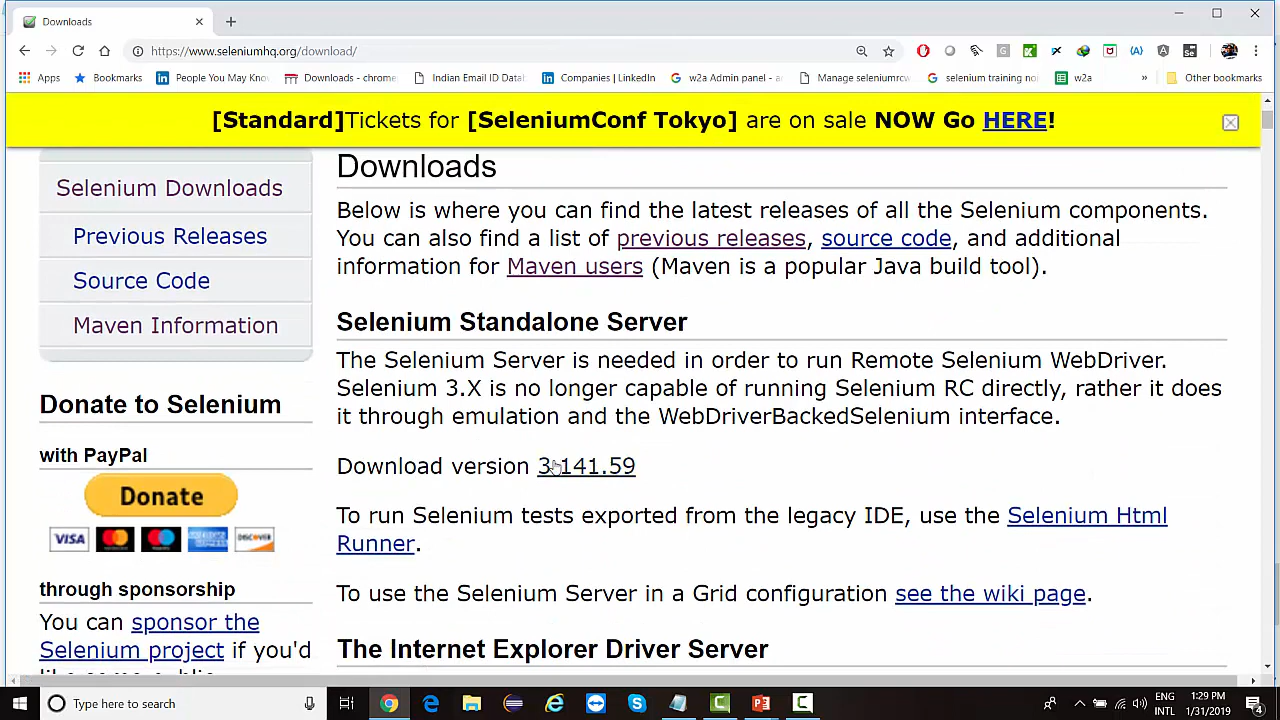 Downloads
https://www.seleniumhq.org/download/
Apps
Bookmarks
People You May Know
Downloads - chrome
Indian Email ID Data
Companies | LinkedIn
w2a Admin panel - a
Manage seleniumrcw
selenium training no
w2a
»
Other bookmarks
[Standard]Tickets for [SeleniumConf Tokyo] are on sale NOW Go HERE!
Selenium Downloads
Previous Releases
Source Code
Maven Information
Donate to Selenium
with PayPal
Donate
VISA
DISCOVER
through sponsorship
You can sponsor the
Selenium project if you'd
Downloads
Below is where you can find the latest releases of all the Selenium components.
You can also find a list of previous releases, source code, and additional
information for Maven users (Maven is a popular Java build tool).
Selenium Standalone Server
The Selenium Server is needed in order to run Remote Selenium WebDriver.
Selenium 3.X is no longer capable of running Selenium RC directly, rather it does
it through emulation and the WebDriverBackedSelenium interface.
Download version 3.141.59
To run Selenium tests exported from the legacy IDE, use the Selenium Html
Runner.
To use the Selenium Server in a Grid configuration see the wiki page.
The Internet Explorer Driver Server
Type here to search
ENG
INTL
1:29 PM
1/31/2019
4